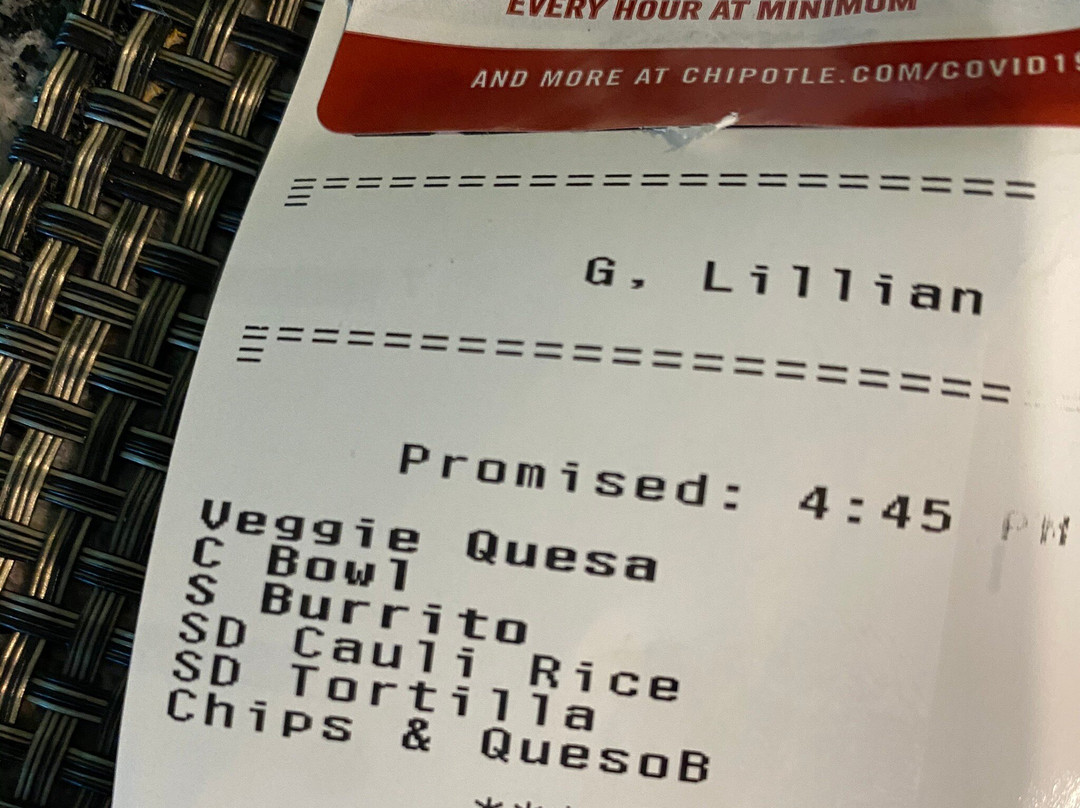 EVERY HOUR AT MINIMUM
AND MORE AT CHIPOTLE.COM/COVID19
====================
=
G, Lillian
====================
=
Promised: 4:45 PM
Veggie Quesa
C Bowl
S Burrito
SD Cauli Rice
SD Tortilla
Chips & QuesoB